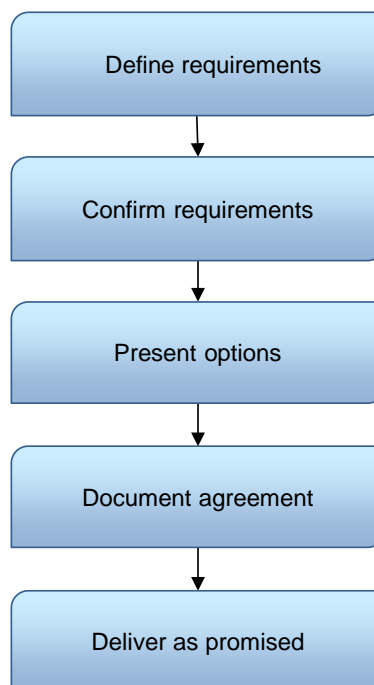 Define requirements
Confirm requirements
Present options
Document agreement
Deliver as promised